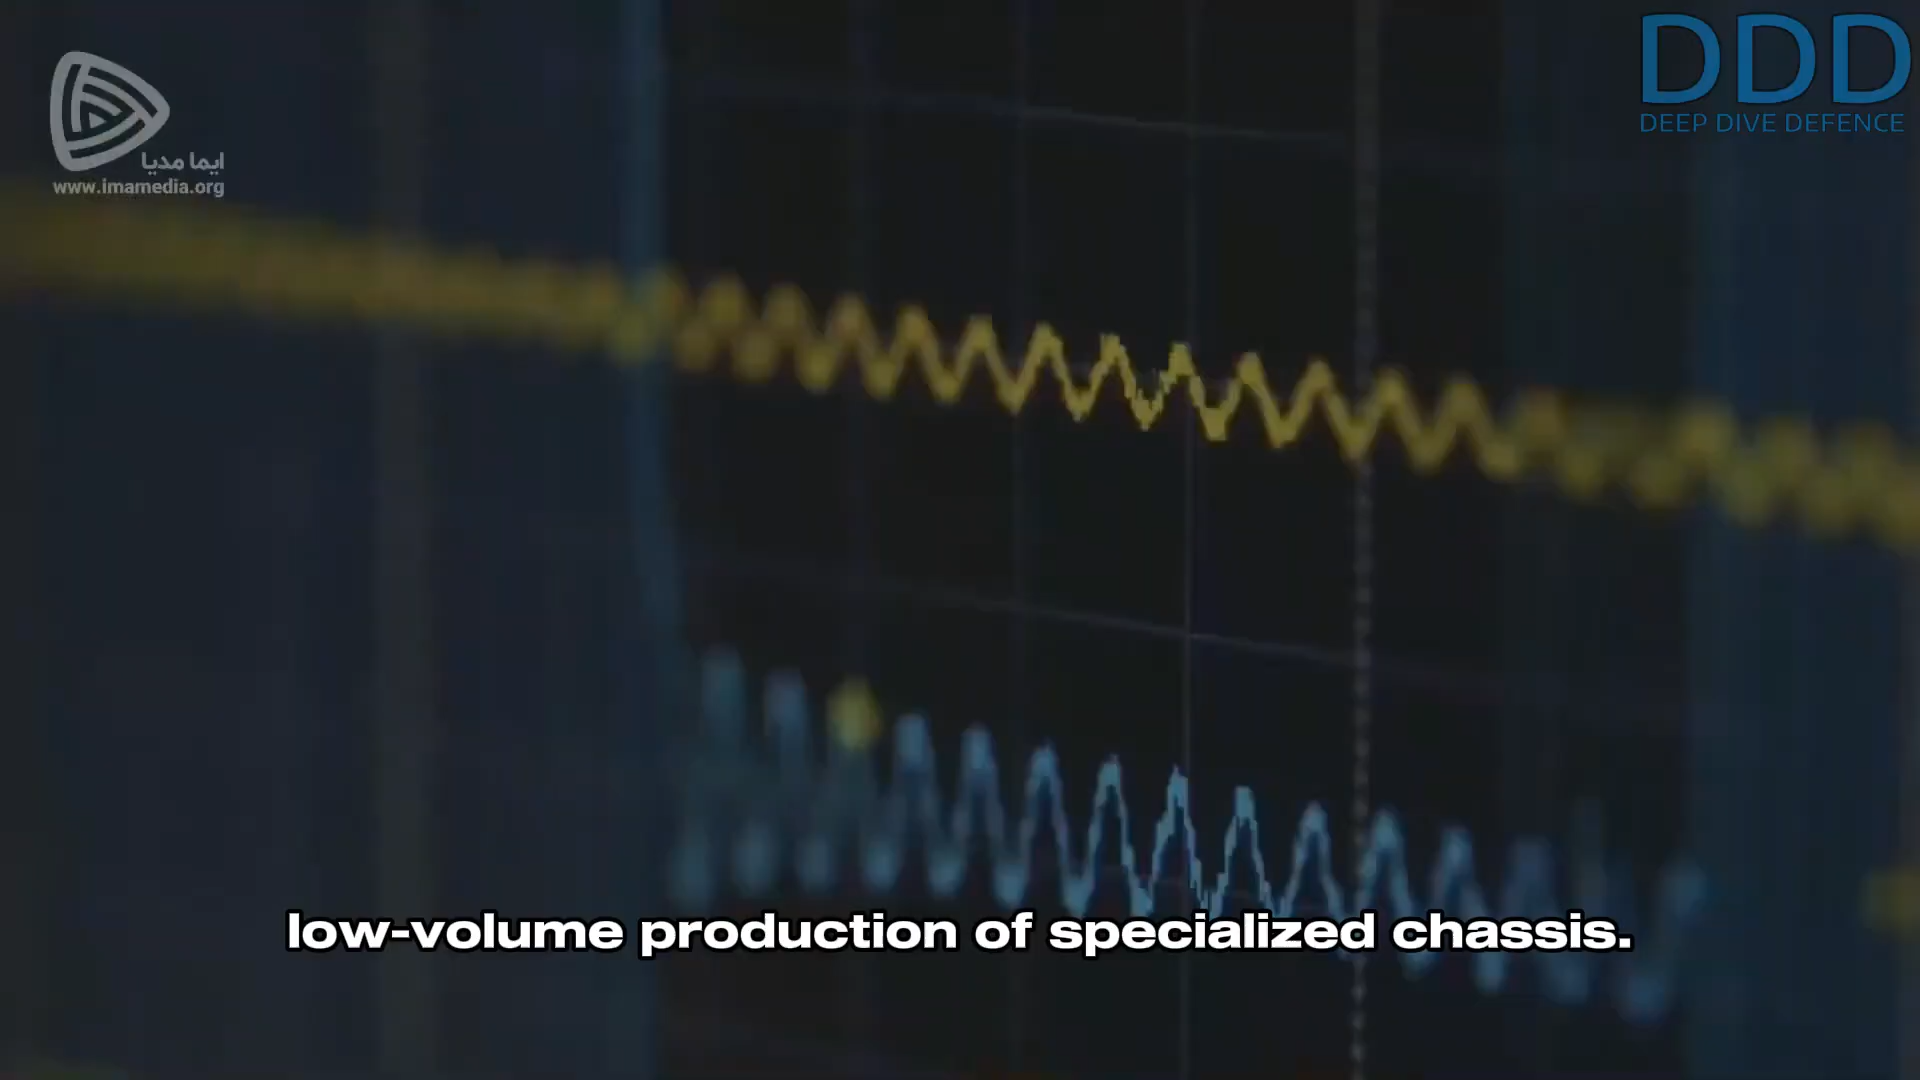 ایما مدیا
www.imamedia.org
DDD
DEEP DIVE DEFENCE
low-volume production of specialized chassis.